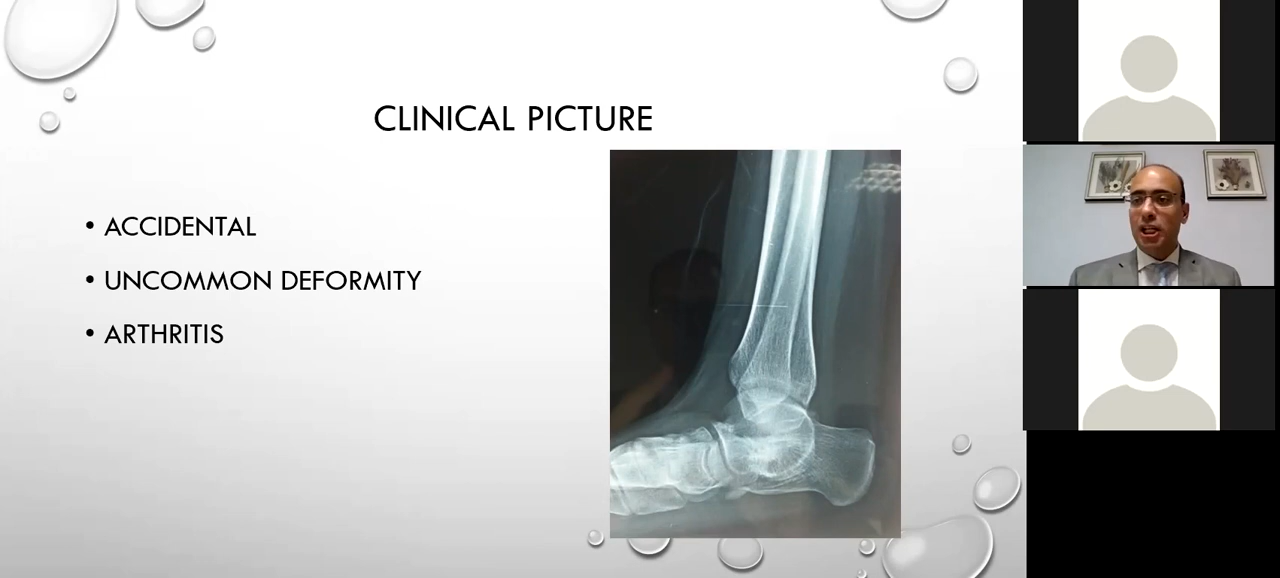 CLINICAL PICTURE
• ACCIDENTAL
• UNCOMMON DEFORMITY
• ARTHRITIS